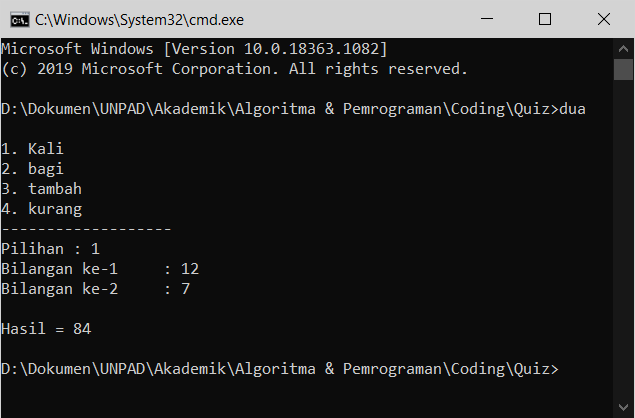 C:\Windows\System32\cmd.exe
Microsoft Windows [Version 10.0.18363.1082]
(c) 2019 Microsoft Corporation. All rights reserved.
D:\Dokumen\UNPAD\Akademik\Algoritma & Pemrograman\Coding\Quiz>dua
1. Kali
2. bagi
3. tambah
4. kurang
-------------------
Pilihan : 1
Bilangan ke-1     : 12
Bilangan ke-2     : 7
Hasil = 84
D:\Dokumen\UNPAD\Akademik\Algoritma & Pemrograman\Coding\Quiz>